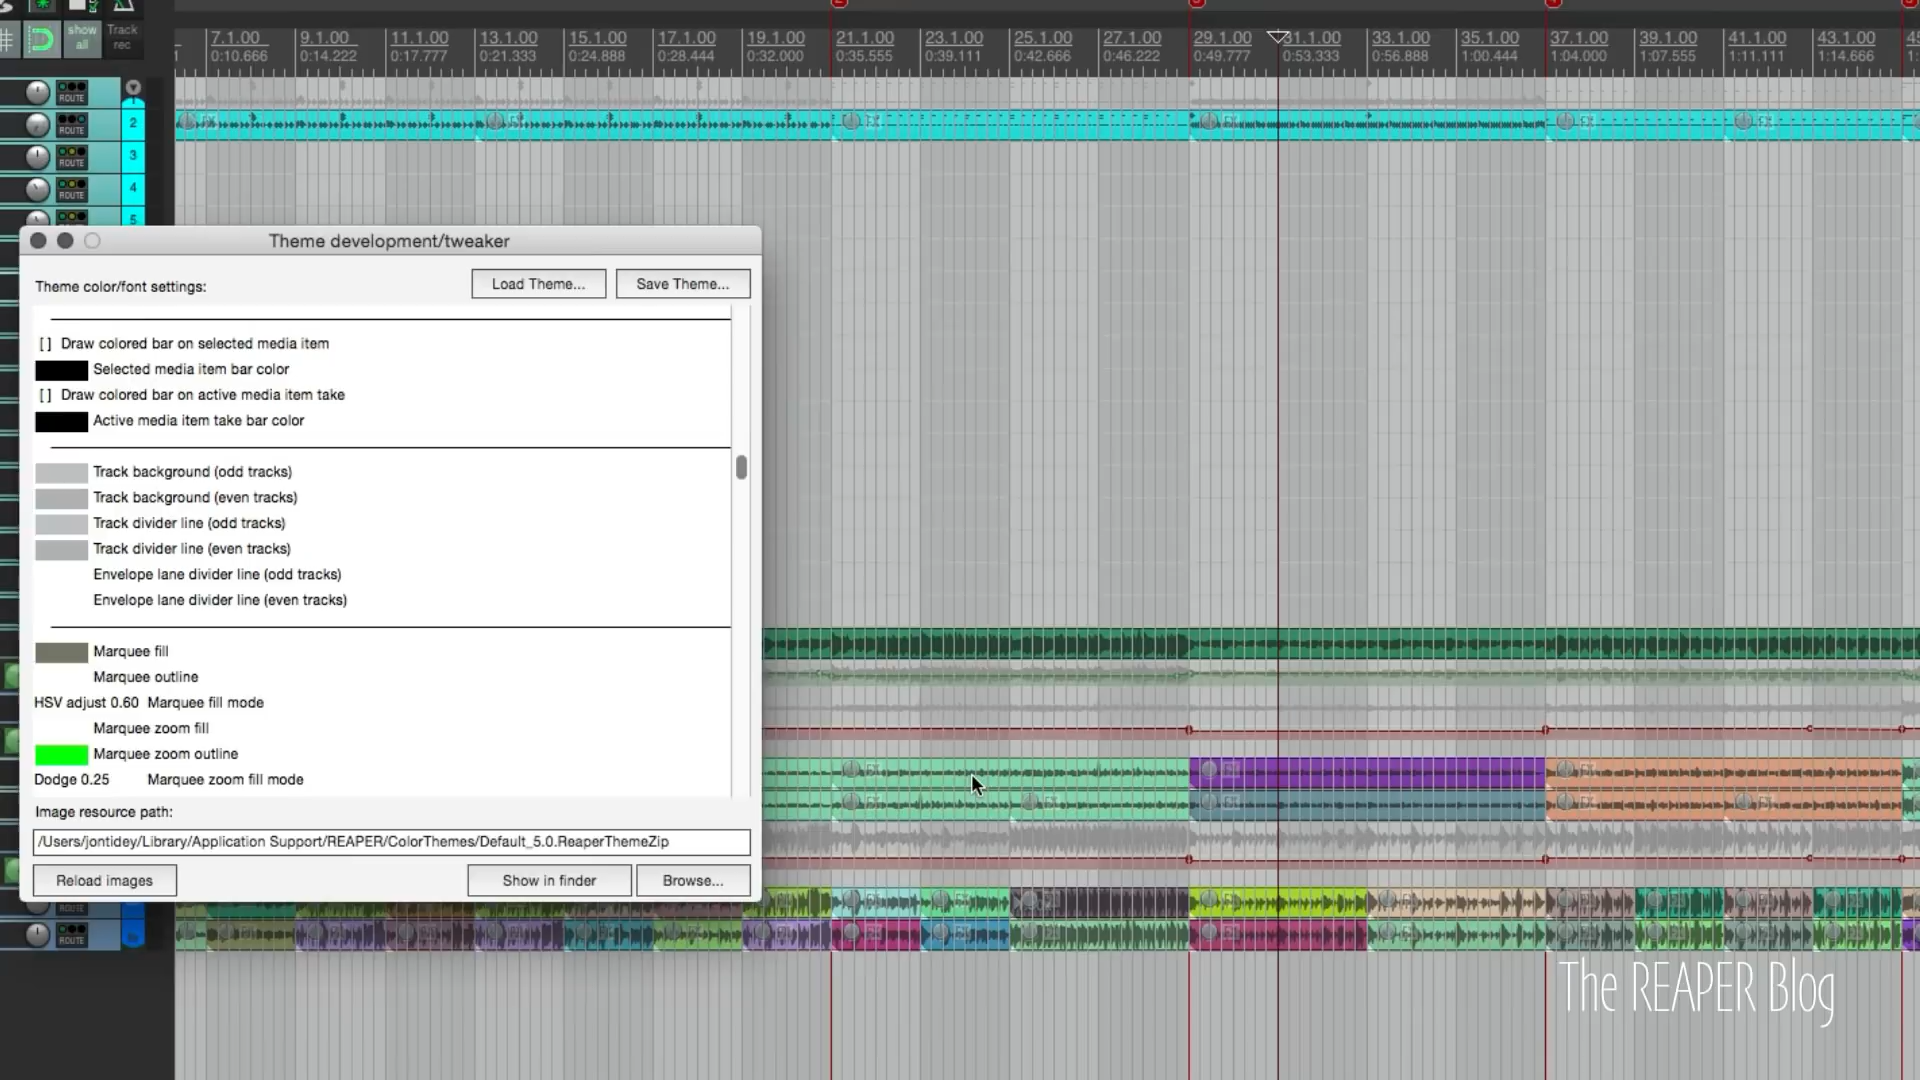 show
all
Track
rec
7.1.00 9.1.00 11.1.00 13.1.00 15.1.00 17.1.00 19.1.00 21.1.00 23.1.00 25.1.00 27.1.00 29.1.00 31.1.00 33.1.00 35.1.00 37.1.00 39.1.00 41.1.00 43.1.00
0:10.666 0:14.222 0:17.777 0:21.333 0:24.888 0:28.444 0:32.000 0:35.555 0:39.111 0:42.666 0:46.222 0:49.777 0:53.333 0:56.888 1:00.444 1:04.000 1:07.555 1:11.111 1:14.666
ROUTE
ROUTE 2
ROUTE 3
ROUTE 4
5
Theme development/tweaker
Theme color/font settings:
Load Theme...
Save Theme...
[ ] Draw colored bar on selected media item
Selected media item bar color
[ ] Draw colored bar on active media item take
Active media item take bar color
Track background (odd tracks)
Track background (even tracks)
Track divider line (odd tracks)
Track divider line (even tracks)
Envelope lane divider line (odd tracks)
Envelope lane divider line (even tracks)
Marquee fill
Marquee outline
HSV adjust 0.60 Marquee fill mode
Marquee zoom fill
Marquee zoom outline
Dodge 0.25 Marquee zoom fill mode
Image resource path:
/Users/jontidey/Library/Application Support/REAPER/ColorThemes/Default_5.0.ReaperThemeZip
Reload images
Show in finder
Browse...
ROUTE
ROUTE
The REAPER Blog